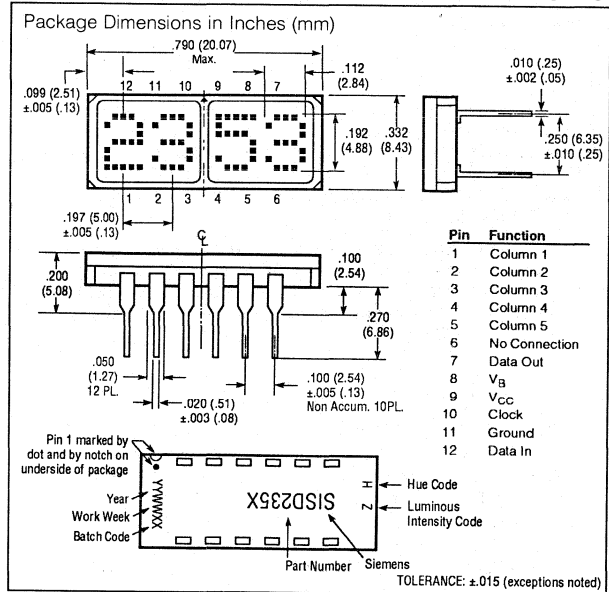 Package Dimensions in Inches (mm)
.790 (20.07)
Max.
.099 (2.51)
±.005 (.13)
12 11 10 9 8 7
.112
(2.84)
.010 (.25)
±.002 (.05)
.192
(4.88)
.332
(8.43)
.250 (6.35)
±.010 (.25)
2353
1 2 3 4 5 6
.197 (5.00)
±.005 (.13)
℄
.200
(5.08)
.100
(2.54)
.270
(6.86)
.050
(1.27)
12 PL.
.020 (.51)
±.003 (.08)
.100 (2.54)
±.005 (.13)
Non Accum. 10PL.
Pin Function
1 Column 1
2 Column 2
3 Column 3
4 Column 4
5 Column 5
6 No Connection
7 Data Out
8 VB
9 VCC
10 Clock
11 Ground
12 Data In
Pin 1 marked by
dot and by notch on
underside of package
Year
Work Week
Batch Code
YYWWXX
SISD235X
H
Z
Hue Code
Luminous
Intensity Code
Part Number
Siemens
TOLERANCE: ±.015 (exceptions noted)